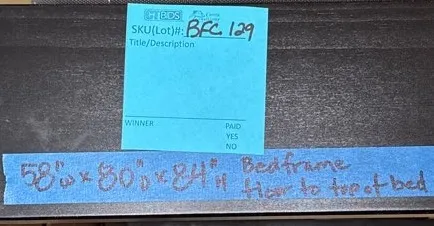 BDS
SKU(Lot)#: BFC 129
Title/Description
WINNER PAID
YES
NO
58"W x 80"D x 84"H Bedframe
floor to top of bed